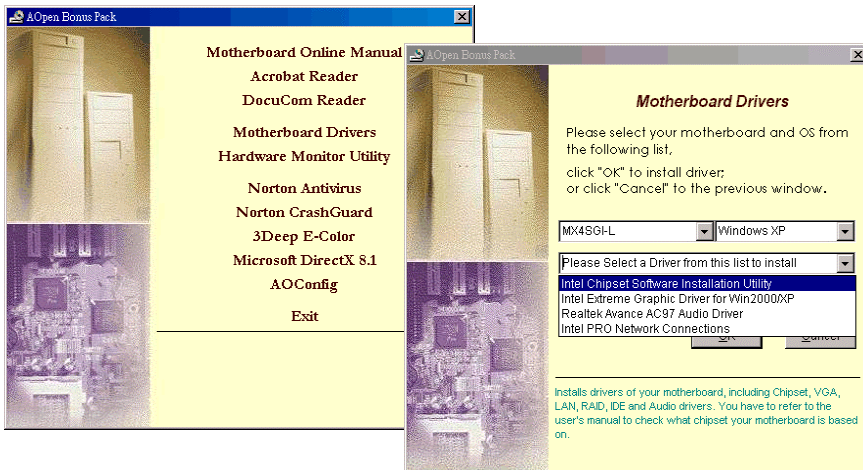 AOpen Bonus Pack
Motherboard Online Manual
Acrobat Reader
DocuCom Reader
Motherboard Drivers
Hardware Monitor Utility
Norton Antivirus
Norton CrashGuard
3Deep E-Color
Microsoft DirectX 8.1
AOConfig
Exit
AOpen Bonus Pack
Motherboard Drivers
Please select your motherboard and OS from
the following list,
click "OK" to install driver;
or click "Cancel" to the previous window.
MX4SGI-L
Windows XP
Please Select a Driver from this list to install
Intel Chipset Software Installation Utility
Intel Extreme Graphic Driver for Win2000/XP
Realtek Avance AC97 Audio Driver
Intel PRO Network Connections
OK
Cancel
Installs drivers of your motherboard, including Chipset, VGA,
LAN, RAID, IDE and Audio drivers. You have to refer to the
user's manual to check what chipset your motherboard is based
on.